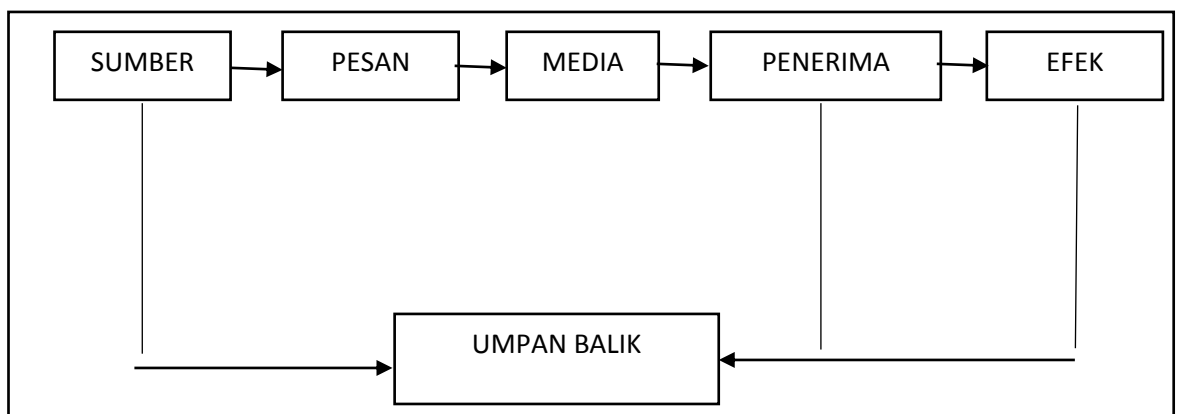 SUMBER
PESAN
MEDIA
PENERIMA
EFEK
UMPAN BALIK